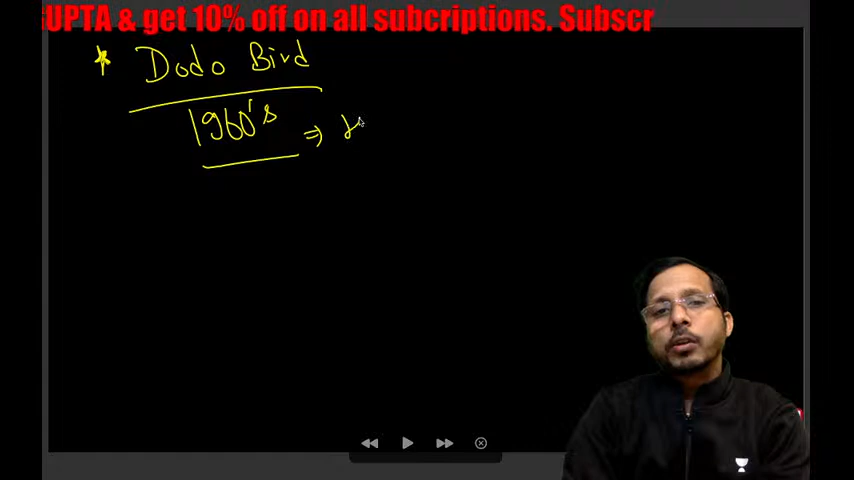 UPTA & get 10% off on all subcriptions. Subscr
* Dodo Bird
1960's ⇒